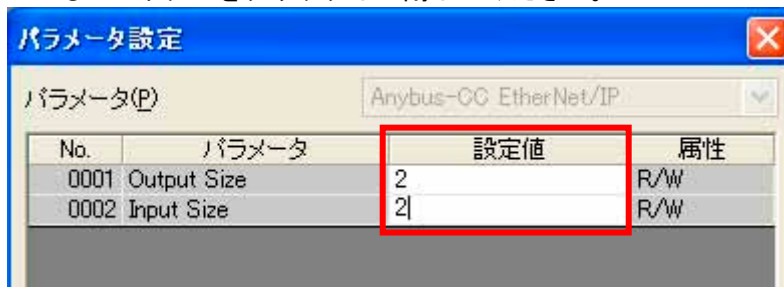 パラメータ設定
パラメータ(P) Anybus-CC EtherNet/IP
No. パラメータ 設定値 属性
0001 Output Size 2 R/W
0002 Input Size 2 R/W